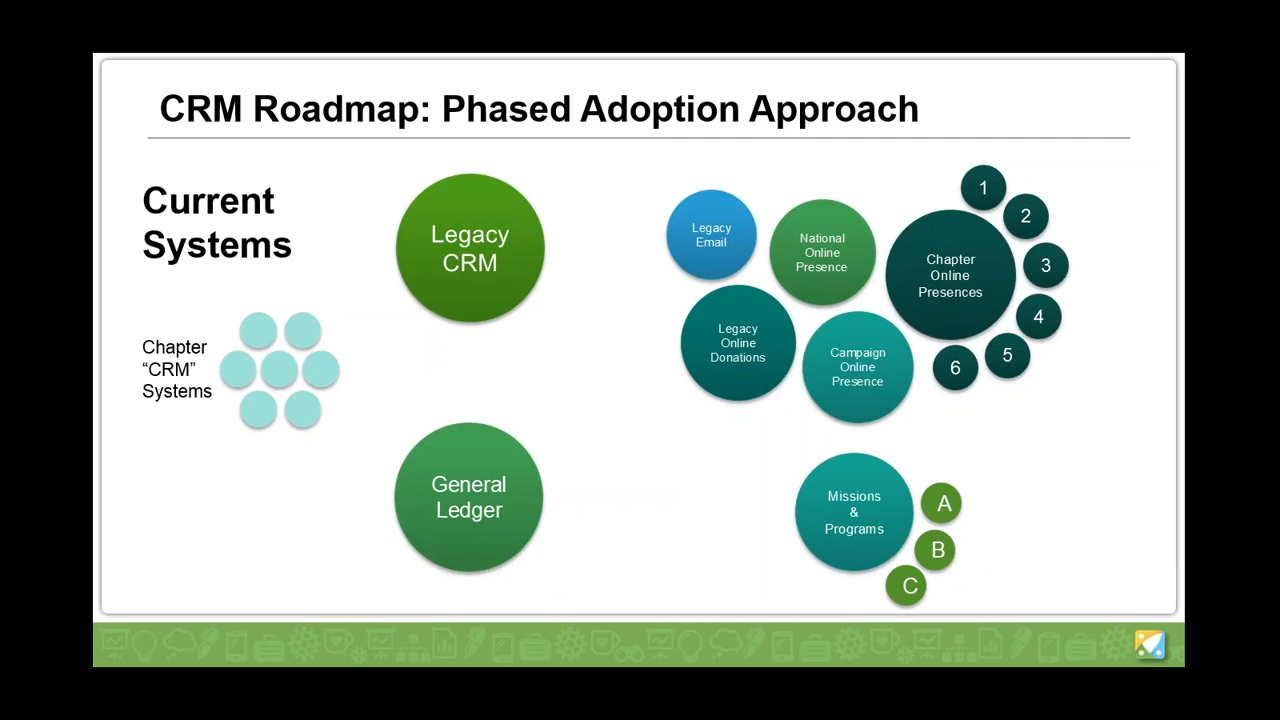 CRM Roadmap: Phased Adoption Approach
Current
Systems
Chapter
“CRM”
Systems
Legacy
CRM
General
Ledger
Legacy
Email
National
Online
Presence
Chapter
Online
Presences
1
2
3
4
5
6
Legacy
Online
Donations
Campaign
Online
Presence
Missions
&
Programs
A
B
C